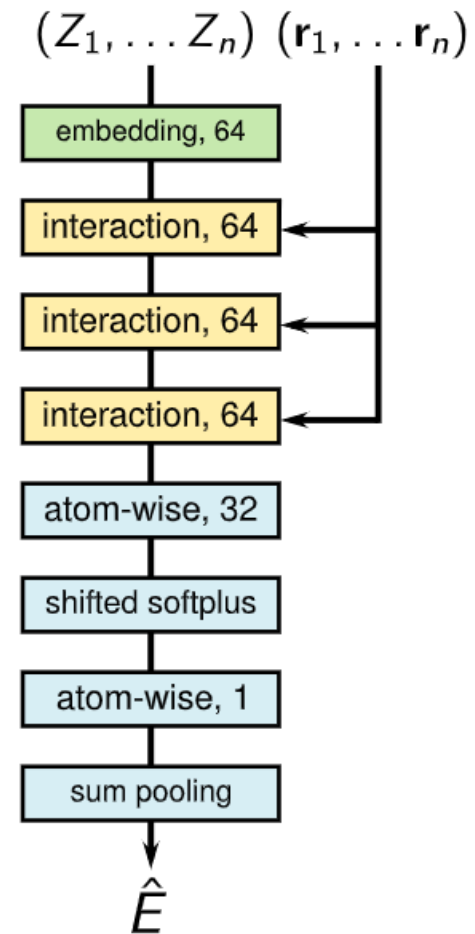 (Z₁, . . . Zₙ) (r₁, . . . rₙ)
embedding, 64
interaction, 64
interaction, 64
interaction, 64
atom-wise, 32
shifted softplus
atom-wise, 1
sum pooling
Ê